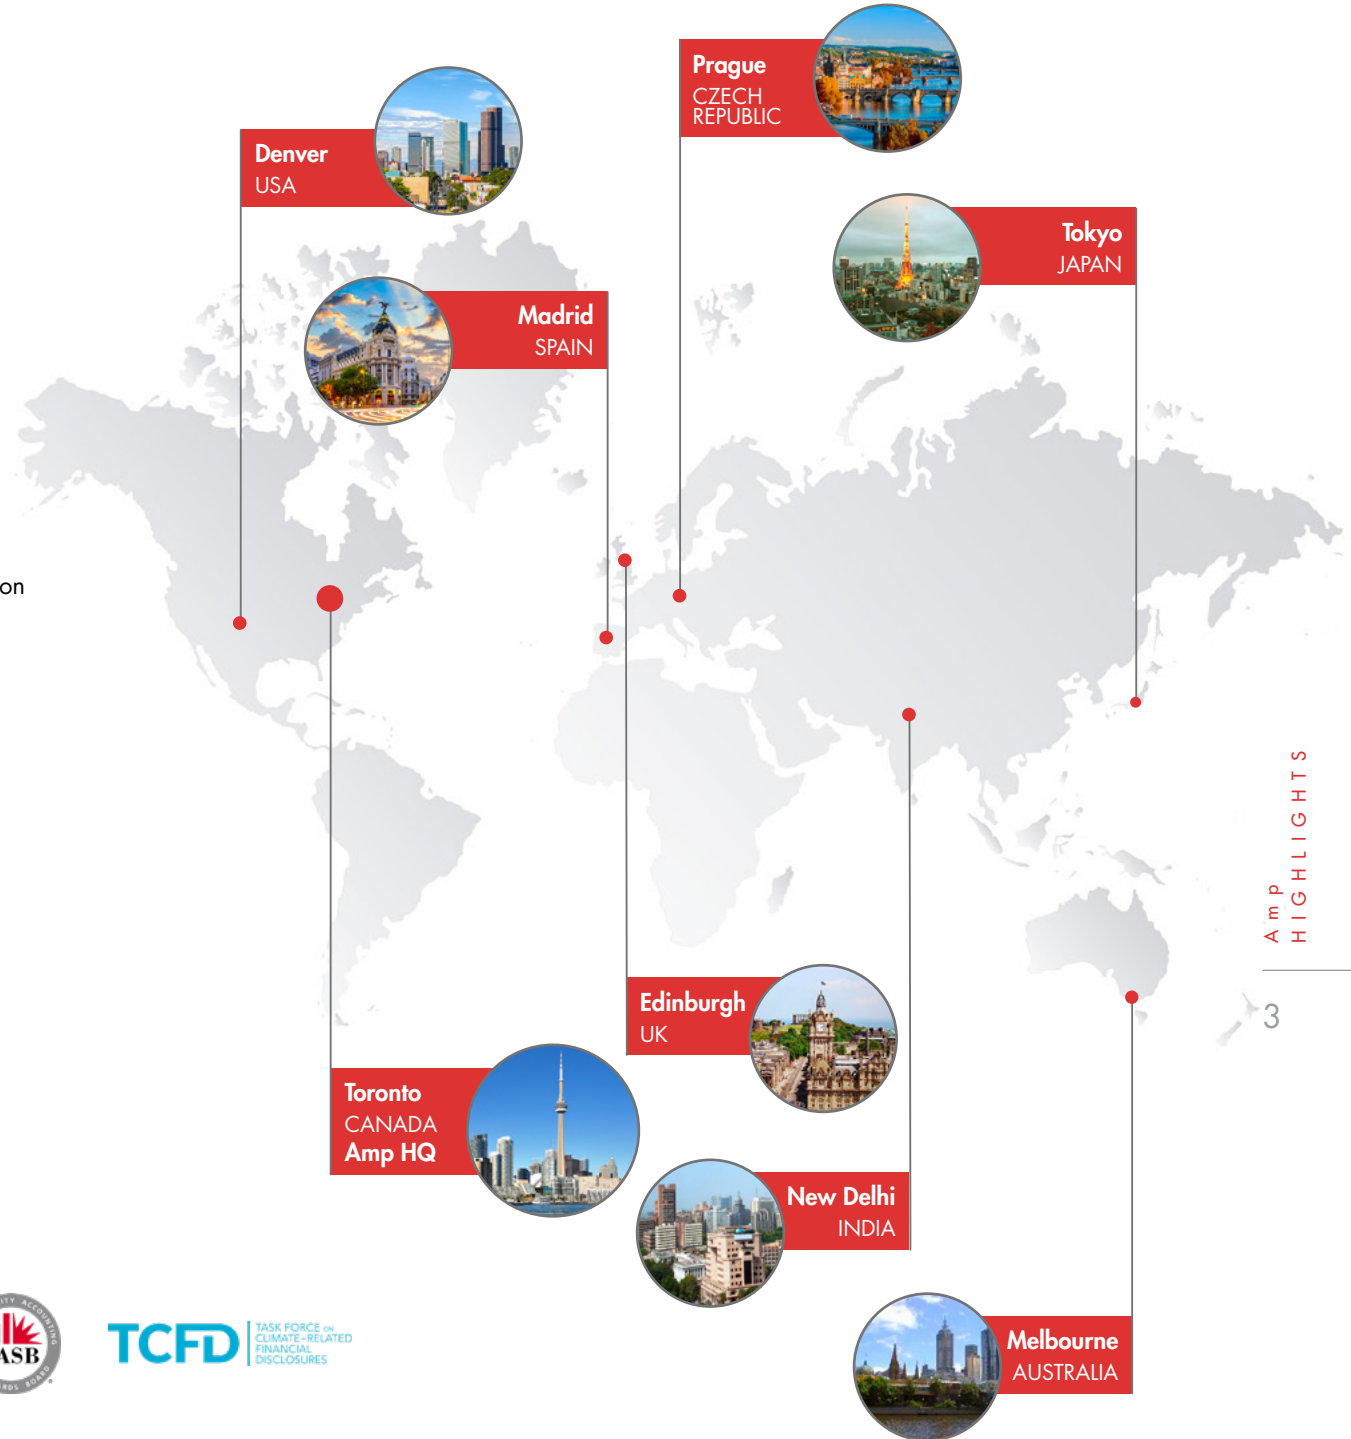 Prague
CZECH
REPUBLIC
Denver
USA
Tokyo
JAPAN
Madrid
SPAIN
on
Amp
HIGHLIGHTS
3
Edinburgh
UK
Toronto
CANADA
Amp HQ
New Delhi
INDIA
TCFD
TASK FORCE ON
CLIMATE-RELATED
FINANCIAL
DISCLOSURES
Melbourne
AUSTRALIA